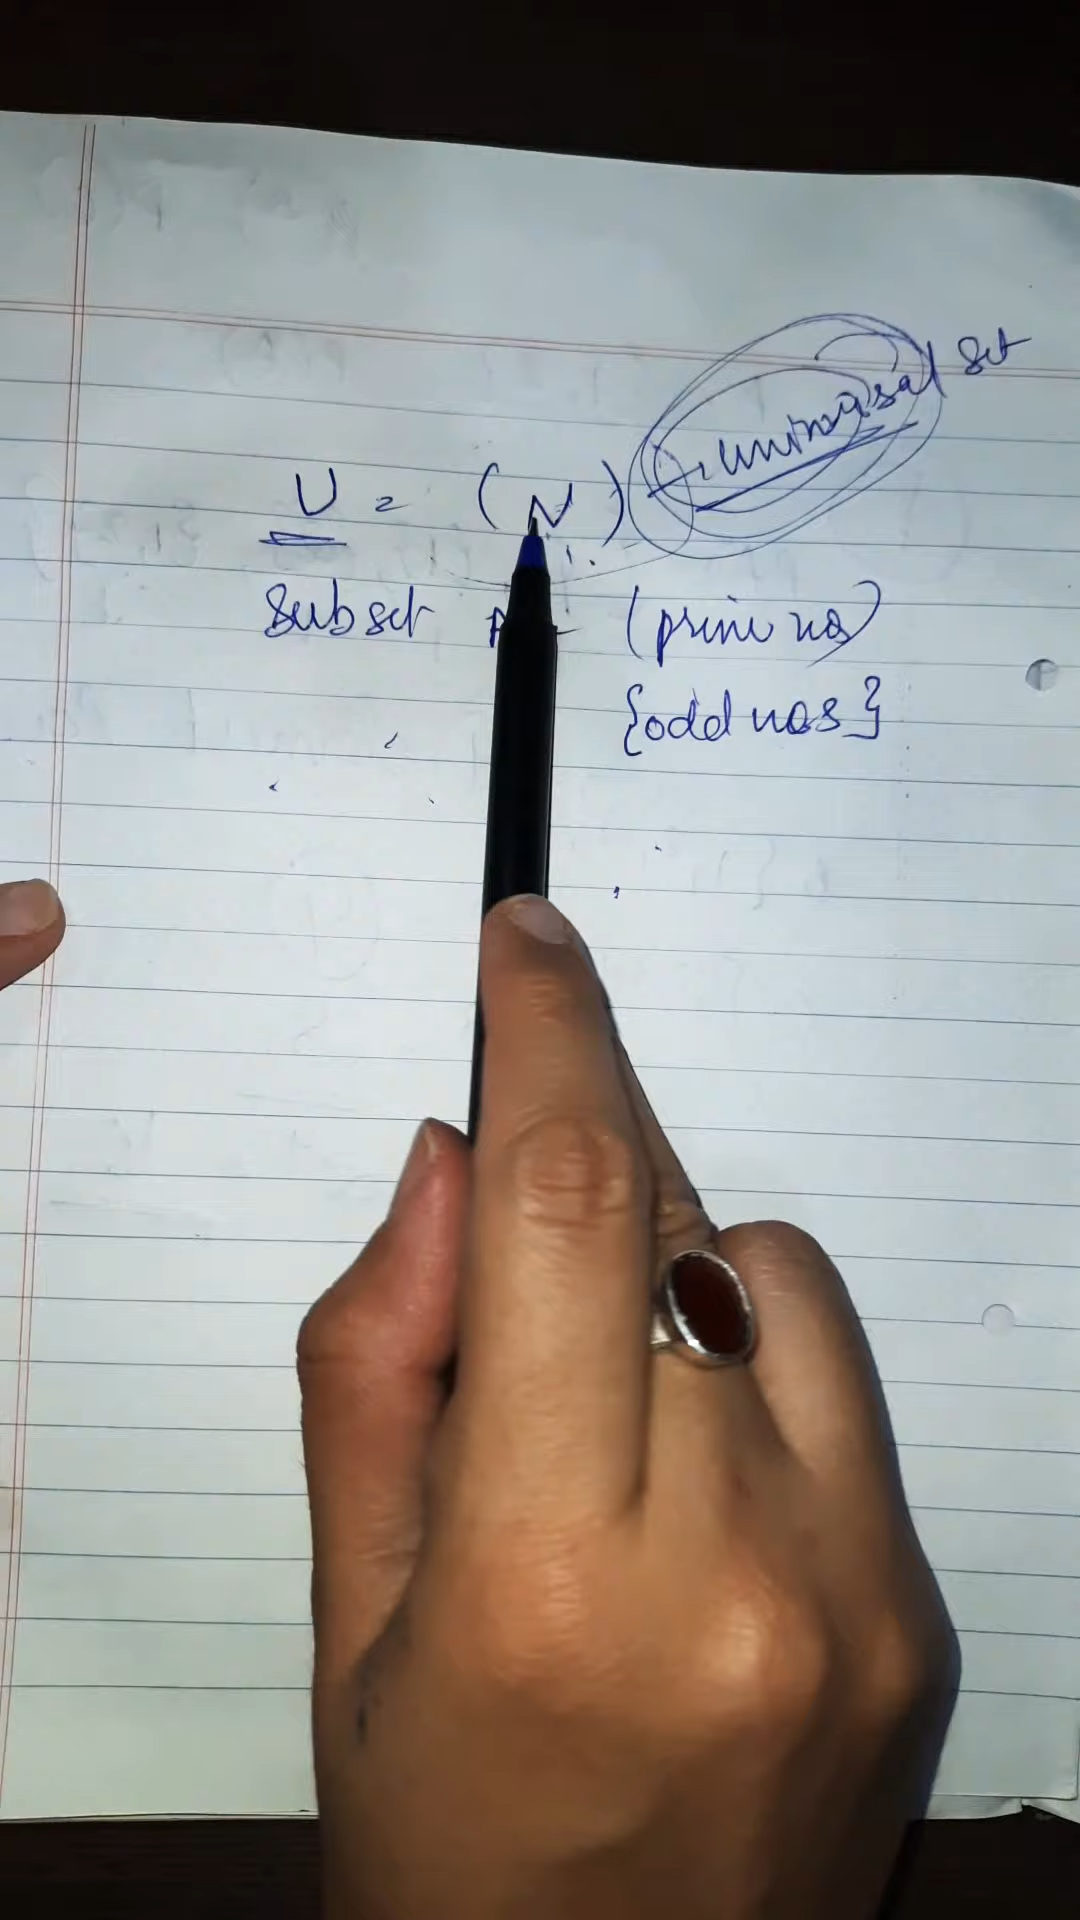 universal Set
U = (N)
Subset A = (prime nos)
{odd nos}